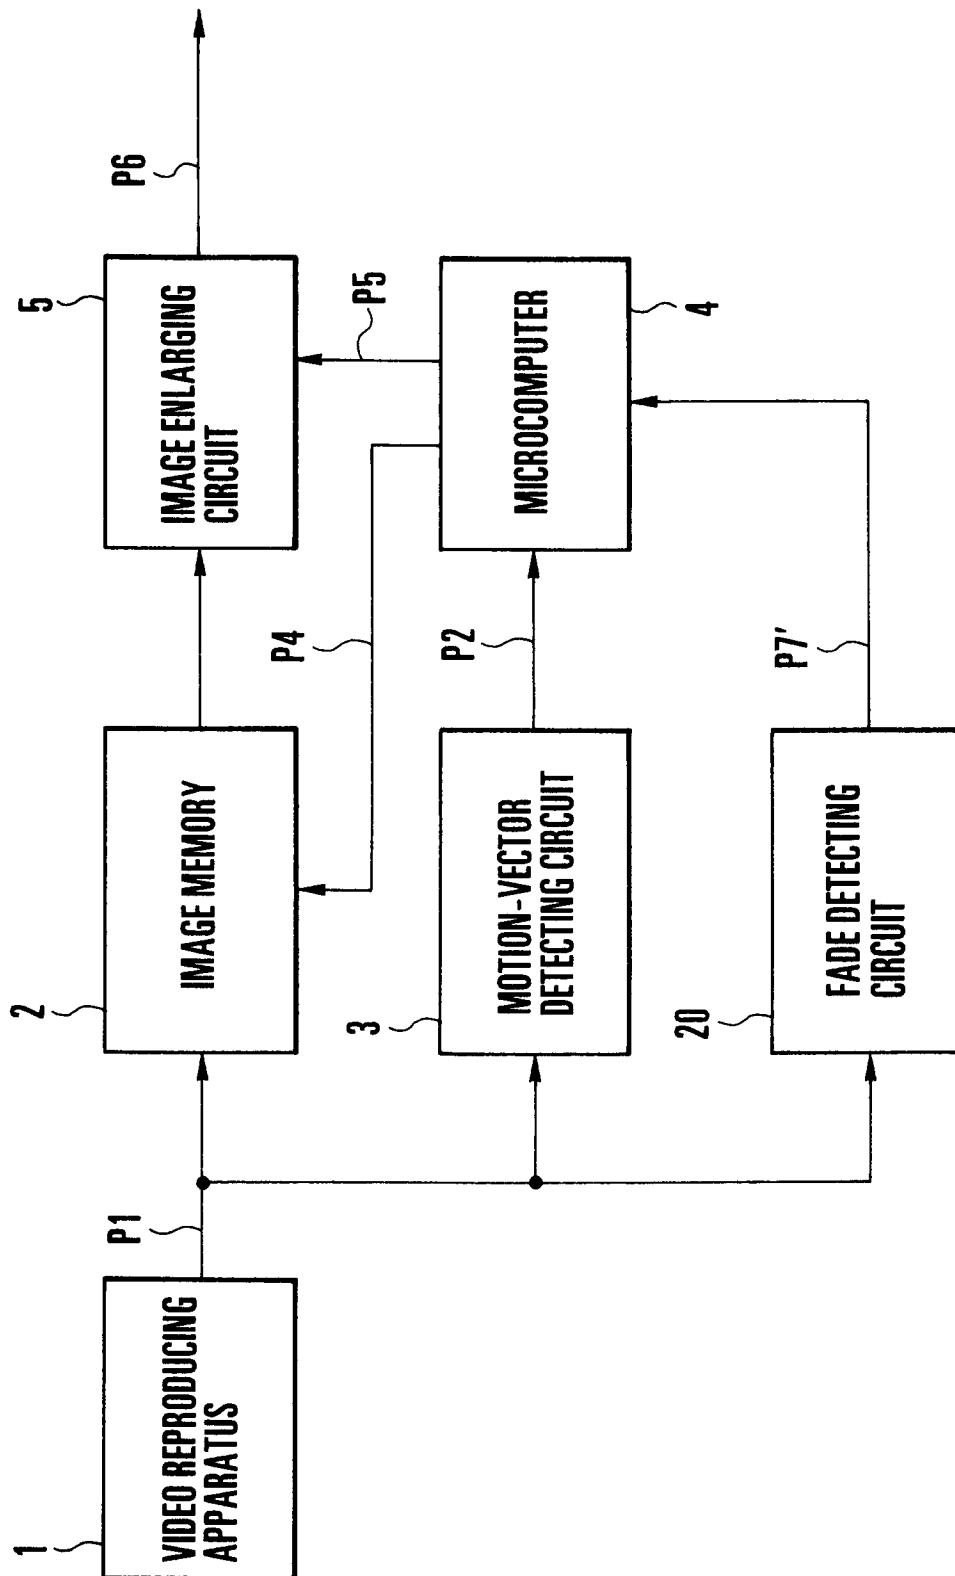 1
VIDEO REPRODUCING
APPARATUS
P1
2
IMAGE MEMORY
5
IMAGE ENLARGING
CIRCUIT
P6
P4
P5
3
MOTION-VECTOR
DETECTING CIRCUIT
P2
MICROCOMPUTER
4
20
FADE DETECTING
CIRCUIT
P7'